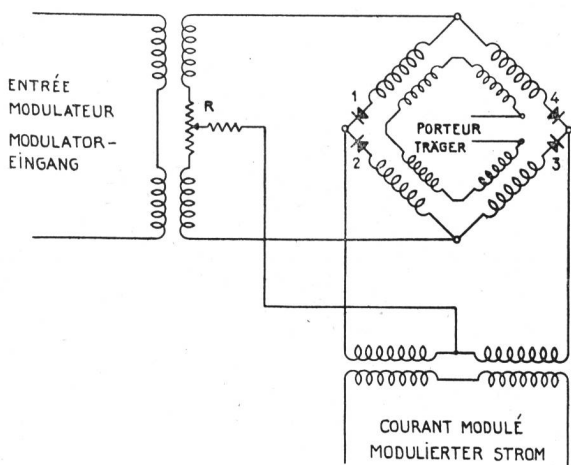 ENTRÉE
MODULATEUR
MODULATOR-
EINGANG
R
1
4
PORTEUR
TRÄGER
2
3
COURANT MODULÉ
MODULIERTER STROM